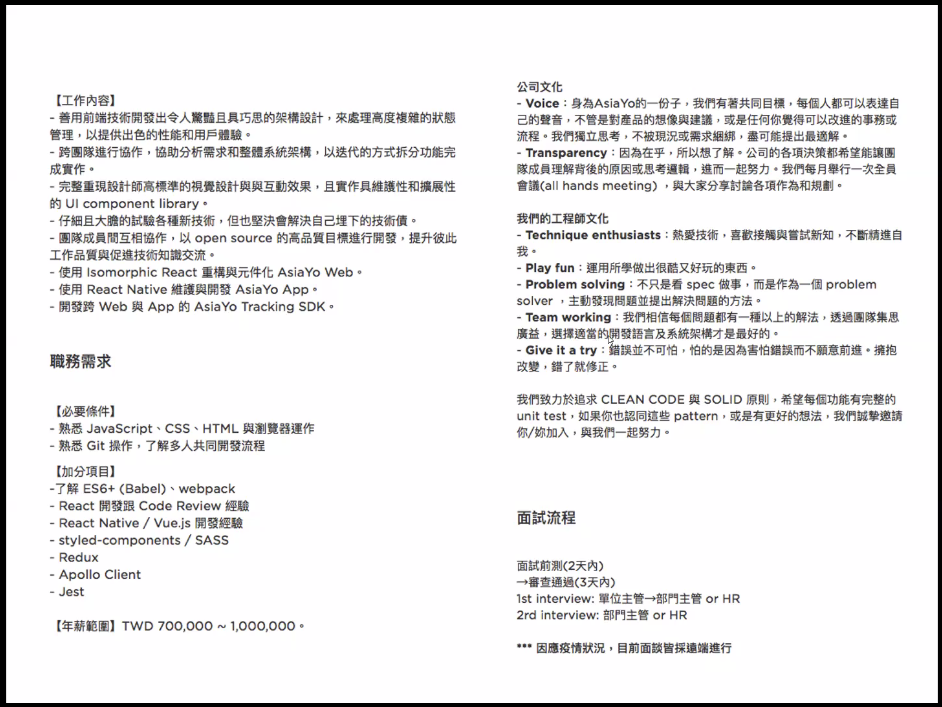 【工作內容】
- 善用前端技術開發出令人驚豔且具巧思的架構設計，來處理高度複雜的狀態
管理，以提供出色的性能和用戶體驗。
- 跨團隊進行協作，協助分析需求和整體系統架構，以迭代的方式拆分功能完
成實作。
- 完整重現設計師高標準的視覺設計與與互動效果，且實作具維護性和擴展性
的 UI component library。
- 仔細且大膽的試驗各種新技術，但也堅決會解決自己埋下的技術債。
- 團隊成員間互相協作，以 open source 的高品質目標進行開發，提升彼此
工作品質與促進技術知識交流。
- 使用 Isomorphic React 重構與元件化 AsiaYo Web。
- 使用 React Native 維護與開發 AsiaYo App。
- 開發跨 Web 與 App 的 AsiaYo Tracking SDK。
職務需求
【必要條件】
- 熟悉 JavaScript、CSS、HTML 與瀏覽器運作
- 熟悉 Git 操作，了解多人共同開發流程
【加分項目】
-了解 ES6+ (Babel)、webpack
- React 開發跟 Code Review 經驗
- React Native / Vue.js 開發經驗
- styled-components / SASS
- Redux
- Apollo Client
- Jest
【年薪範圍】TWD 700,000 ~ 1,000,000。
公司文化
- Voice：身為AsiaYo的一份子，我們有著共同目標，每個人都可以表達自
己的聲音，不管是對產品的想像與建議，或是任何你覺得可以改進的事務或
流程。我們獨立思考，不被現況或需求綑綁，盡可能提出最適解。
- Transparency：因為在乎，所以想了解。公司的各項決策都希望能讓團
隊成員理解背後的原因或思考邏輯，進而一起努力。我們每月舉行一次全員
會議(all hands meeting) ，與大家分享討論各項作為和規劃。
我們的工程師文化
- Technique enthusiasts：熱愛技術，喜歡接觸與嘗試新知，不斷精進自
我。
- Play fun：運用所學做出很酷又好玩的東西。
- Problem solving：不只是看 spec 做事，而是作為一個 problem
solver ，主動發現問題並提出解決問題的方法。
- Team working：我們相信每個問題都有一種以上的解法，透過團隊集思
廣益，選擇適當的開發語言及系統架構才是最好的。
- Give it a try：錯誤並不可怕，怕的是因為害怕錯誤而不願意前進。擁抱
改變，錯了就修正。
我們致力於追求 CLEAN CODE 與 SOLID 原則，希望每個功能有完整的
unit test，如果你也認同這些 pattern，或是有更好的想法，我們誠摯邀請
你/妳加入，與我們一起努力。
面試流程
面試前測(2天內)
→審查通過(3天內)
1st interview: 單位主管→部門主管 or HR
2rd interview: 部門主管 or HR
*** 因應疫情狀況，目前面談皆採遠端進行